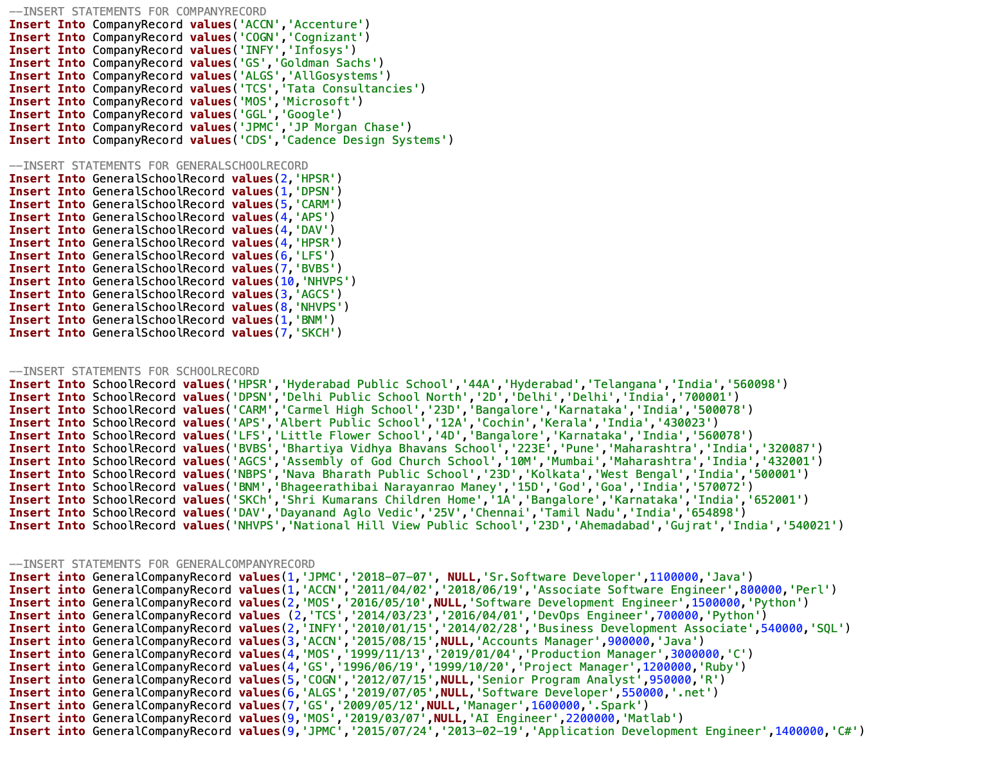 --INSERT STATEMENTS FOR COMPANYRECORD
Insert Into CompanyRecord values('ACCN','Accenture')
Insert Into CompanyRecord values('COGN','Cognizant')
Insert Into CompanyRecord values('INFY','Infosys')
Insert Into CompanyRecord values('GS','Goldman Sachs')
Insert Into CompanyRecord values('ALGS','AllGosystems')
Insert Into CompanyRecord values('TCS','Tata Consultancies')
Insert Into CompanyRecord values('MOS','Microsoft')
Insert Into CompanyRecord values('GGL','Google')
Insert Into CompanyRecord values('JPMC','JP Morgan Chase')
Insert Into CompanyRecord values('CDS','Cadence Design Systems')
--INSERT STATEMENTS FOR GENERALSCHOOLRECORD
Insert Into GeneralSchoolRecord values(2,'HPSR')
Insert Into GeneralSchoolRecord values(1,'DPSN')
Insert Into GeneralSchoolRecord values(5,'CARM')
Insert Into GeneralSchoolRecord values(4,'APS')
Insert Into GeneralSchoolRecord values(4,'DAV')
Insert Into GeneralSchoolRecord values(4,'HPSR')
Insert Into GeneralSchoolRecord values(6,'LFS')
Insert Into GeneralSchoolRecord values(7,'BVBS')
Insert Into GeneralSchoolRecord values(10,'NHVPS')
Insert Into GeneralSchoolRecord values(3,'AGCS')
Insert Into GeneralSchoolRecord values(8,'NHVPS')
Insert Into GeneralSchoolRecord values(1,'BNM')
Insert Into GeneralSchoolRecord values(7,'SKCH')
--INSERT STATEMENTS FOR SCHOOLRECORD
Insert Into SchoolRecord values('HPSR','Hyderabad Public School','44A','Hyderabad','Telangana','India','560098')
Insert Into SchoolRecord values('DPSN','Delhi Public School North','2D','Delhi','Delhi','India','700001')
Insert Into SchoolRecord values('CARM','Carmel High School','23D','Bangalore','Karnataka','India','500078')
Insert Into SchoolRecord values('APS','Albert Public School','12A','Cochin','Kerala','India','430023')
Insert Into SchoolRecord values('LFS','Little Flower School','4D','Bangalore','Karnataka','India','560078')
Insert Into SchoolRecord values('BVBS','Bhartiya Vidhya Bhavans School','223E','Pune','Maharashtra','India','320087')
Insert Into SchoolRecord values('AGCS','Assembly of God Church School','10M','Mumbai','Maharashtra','India','432001')
Insert Into SchoolRecord values('NBPS','Nava Bharath Public School','23D','Kolkata','West Bengal','India','500001')
Insert Into SchoolRecord values('BNM','Bhageerathibai Narayanrao Maney','15D','God','Goa','India','570072')
Insert Into SchoolRecord values('SKCh','Shri Kumarans Children Home','1A','Bangalore','Karnataka','India','652001')
Insert Into SchoolRecord values('DAV','Dayanand Aglo Vedic','25V','Chennai','Tamil Nadu','India','654898')
Insert Into SchoolRecord values('NHVPS','National Hill View Public School','23D','Ahemadabad','Gujrat','India','540021')
--INSERT STATEMENTS FOR GENERALCOMPANYRECORD
Insert into GeneralCompanyRecord values(1,'JPMC','2018-07-07', NULL,'Sr.Software Developer',1100000,'Java')
Insert into GeneralCompanyRecord values(1,'ACCN','2011/04/02','2018/06/19','Associate Software Engineer',800000,'Perl')
Insert into GeneralCompanyRecord values(2,'MOS','2016/05/10',NULL,'Software Development Engineer',1500000,'Python')
Insert into GeneralCompanyRecord values (2,'TCS','2014/03/23','2016/04/01','DevOps Engineer',700000,'Python')
Insert into GeneralCompanyRecord values(2,'INFY','2010/01/15','2014/02/28','Business Development Associate',540000,'SQL')
Insert into GeneralCompanyRecord values(3,'ACCN','2015/08/15',NULL,'Accounts Manager',900000,'Java')
Insert into GeneralCompanyRecord values(4,'MOS','1999/11/13','2019/01/04','Production Manager',3000000,'C')
Insert into GeneralCompanyRecord values(4,'GS','1996/06/19','1999/10/20','Project Manager',1200000,'Ruby')
Insert into GeneralCompanyRecord values(5,'COGN','2012/07/15',NULL,'Senior Program Analyst',950000,'R')
Insert into GeneralCompanyRecord values(6,'ALGS','2019/07/05',NULL,'Software Developer',550000,'.net')
Insert into GeneralCompanyRecord values(7,'GS','2009/05/12',NULL,'Manager',1600000,'.Spark')
Insert into GeneralCompanyRecord values(9,'MOS','2019/03/07',NULL,'AI Engineer',2200000,'Matlab')
Insert into GeneralCompanyRecord values(9,'JPMC','2015/07/24','2013-02-19','Application Development Engineer',1400000,'C#')